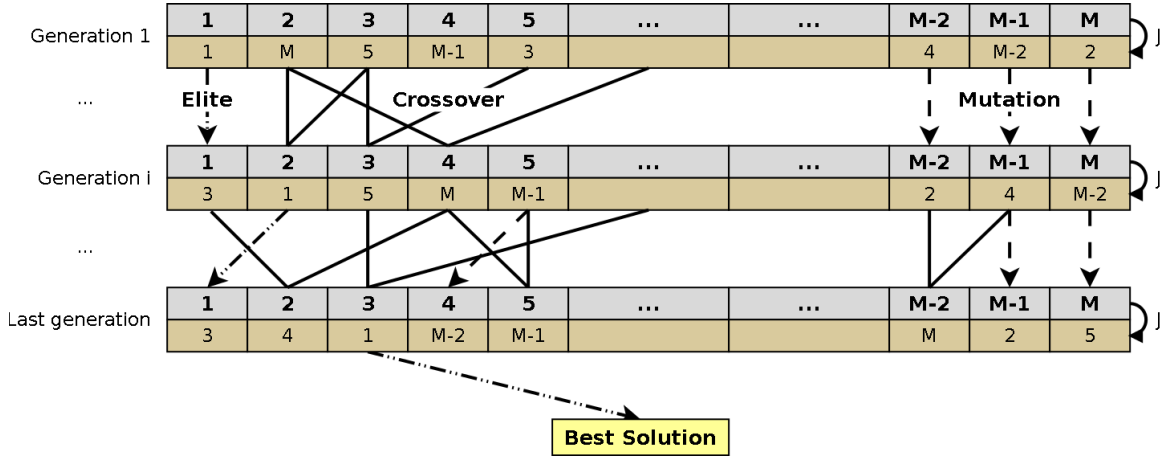 1 2 3 4 5 ... ... M-2 M-1 M
Generation 1 J
1 M 5 M-1 3 4 M-2 2
... Elite Crossover Mutation
1 2 3 4 5 ... ... M-2 M-1 M
Generation i J
3 1 5 M M-1 2 4 M-2
...
1 2 3 4 5 ... ... M-2 M-1 M
Last generation J
3 4 1 M-2 M-1 M 2 5
Best Solution